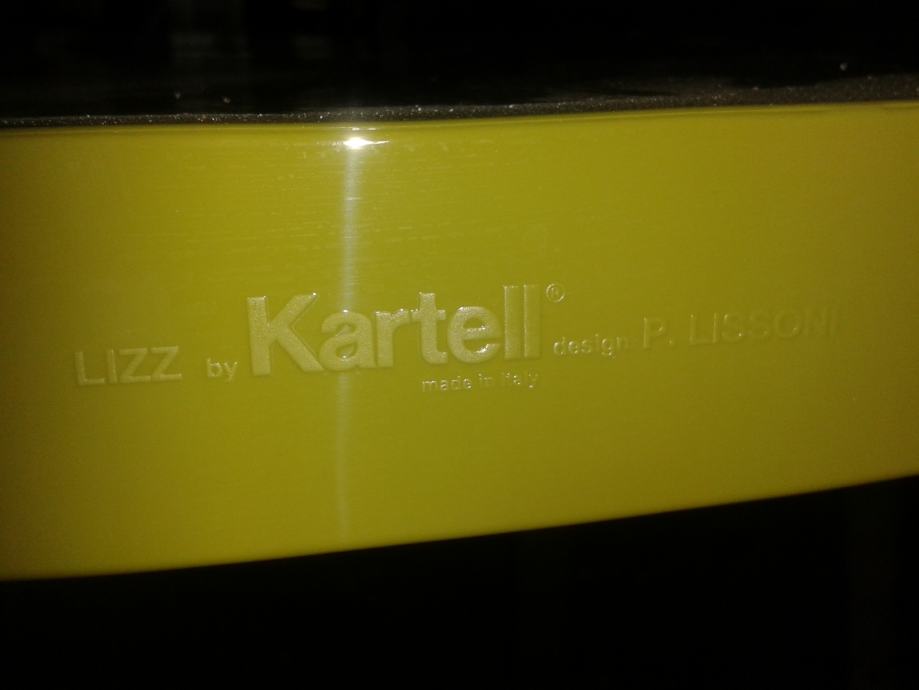 LIZZ by Kartell® design P. LISSONI
made in italy